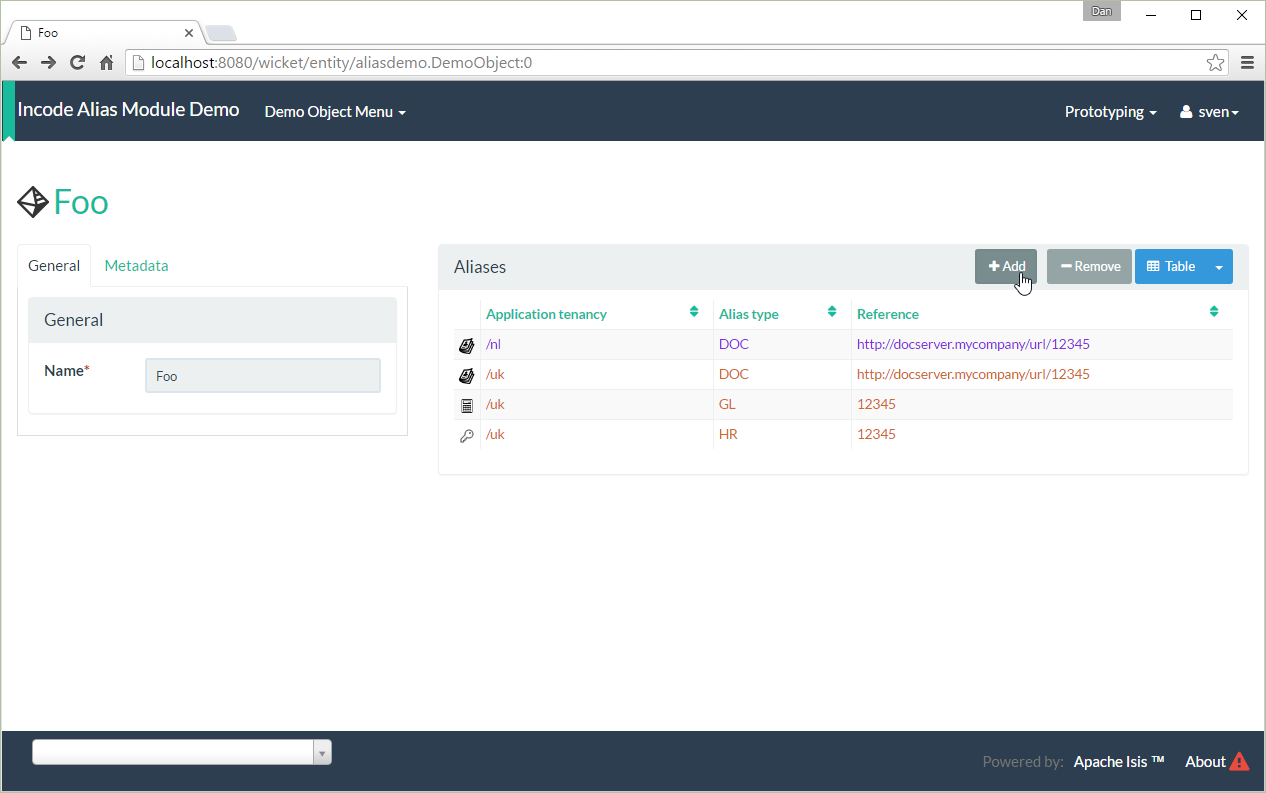 Dan
Foo
localhost:8080/wicket/entity/aliasdemo.DemoObject:0
Incode Alias Module Demo Demo Object Menu Prototyping sven
Foo
General Metadata
General
Name* Foo
Aliases Add Remove Table
Application tenancy Alias type Reference
/nl DOC http://docserver.mycompany/url/12345
/uk DOC http://docserver.mycompany/url/12345
/uk GL 12345
/uk HR 12345
Powered by: Apache Isis ™ About